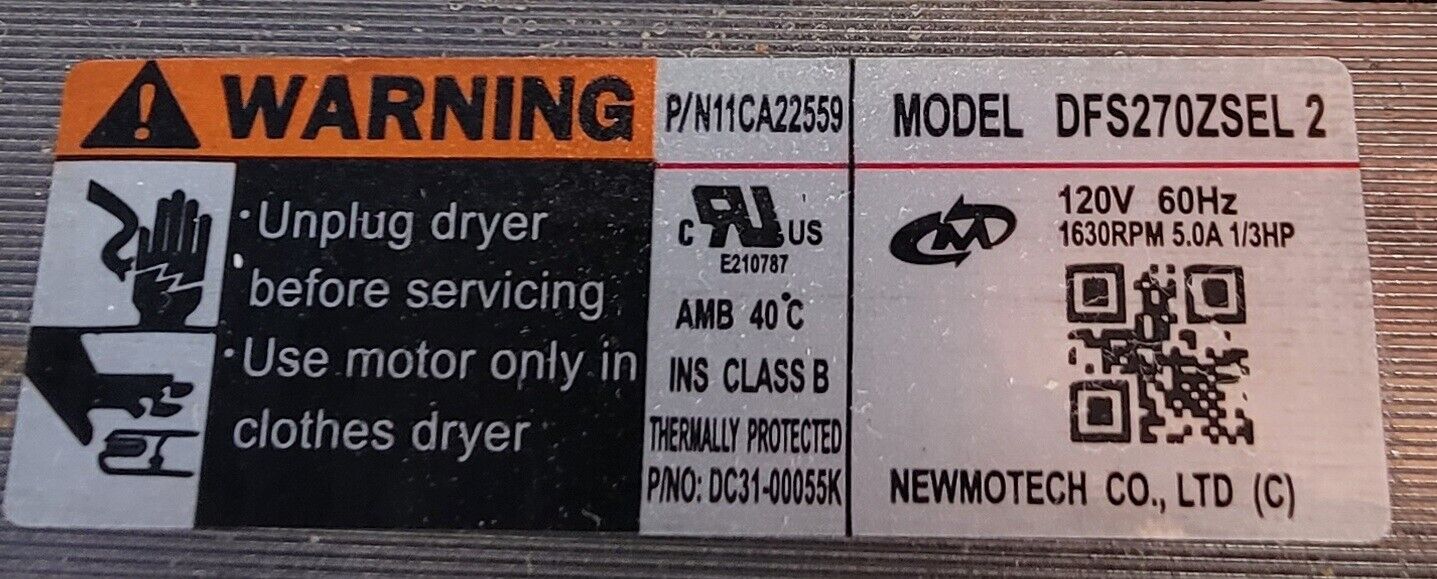 WARNING
·Unplug dryer
before servicing
·Use motor only in
clothes dryer
P/N11CA22559
C RU US
E210787
AMB 40°C
INS CLASS B
THERMALLY PROTECTED
P/NO: DC31-00055K
MODEL DFS270ZSEL 2
M
120V 60Hz
1630RPM 5.0A 1/3HP
NEWMOTECH CO., LTD (C)